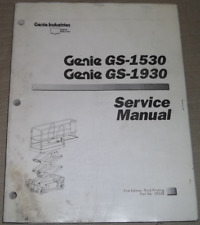 Genie Industries
Genie GS-1530
Genie GS-1930
Service
Manual